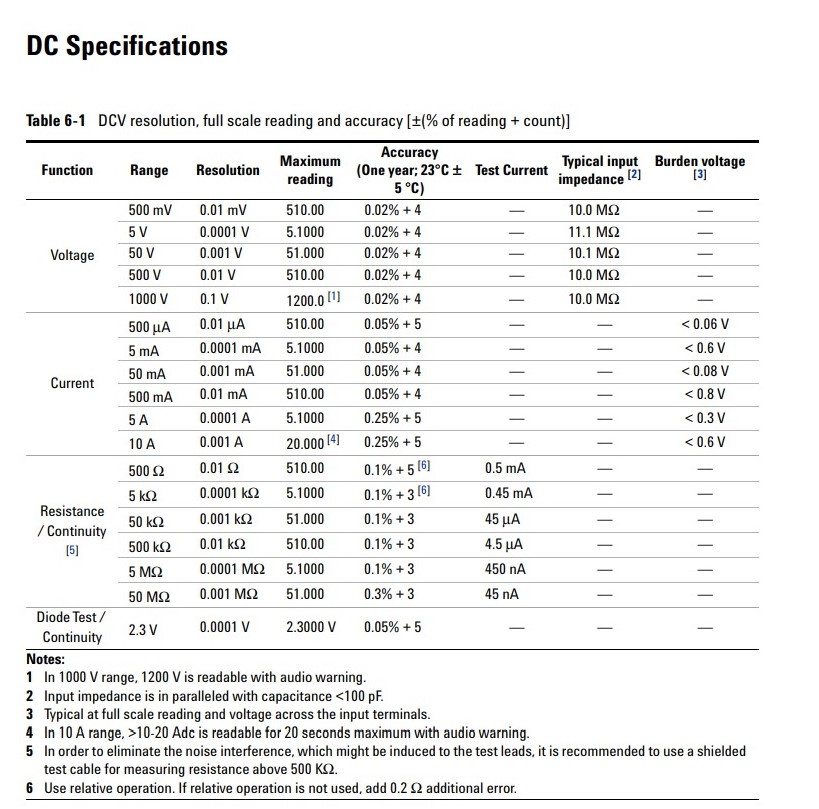 DC Specifications
Table 6-1 DCV resolution, full scale reading and accuracy [±(% of reading + count)]
Function Range Resolution Maximum reading Accuracy (One year; 23°C ± 5 °C) Test Current Typical input impedance [2] Burden voltage [3]
Voltage
500 mV 0.01 mV 510.00 0.02% + 4 — 10.0 MΩ —
5 V 0.0001 V 5.1000 0.02% + 4 — 11.1 MΩ —
50 V 0.001 V 51.000 0.02% + 4 — 10.1 MΩ —
500 V 0.01 V 510.00 0.02% + 4 — 10.0 MΩ —
1000 V 0.1 V 1200.0 [1] 0.02% + 4 — 10.0 MΩ —
Current
500 μA 0.01 μA 510.00 0.05% + 5 — — < 0.06 V
5 mA 0.0001 mA 5.1000 0.05% + 4 — — < 0.6 V
50 mA 0.001 mA 51.000 0.05% + 4 — — < 0.08 V
500 mA 0.01 mA 510.00 0.05% + 4 — — < 0.8 V
5 A 0.0001 A 5.1000 0.25% + 5 — — < 0.3 V
10 A 0.001 A 20.000 [4] 0.25% + 5 — — < 0.6 V
Resistance
/ Continuity
[5]
500 Ω 0.01 Ω 510.00 0.1% + 5 [6] 0.5 mA — —
5 kΩ 0.0001 kΩ 5.1000 0.1% + 3 [6] 0.45 mA — —
50 kΩ 0.001 kΩ 51.000 0.1% + 3 45 μA — —
500 kΩ 0.01 kΩ 510.00 0.1% + 3 4.5 μA — —
5 MΩ 0.0001 MΩ 5.1000 0.1% + 3 450 nA — —
50 MΩ 0.001 MΩ 51.000 0.3% + 3 45 nA — —
Diode Test /
Continuity
2.3 V 0.0001 V 2.3000 V 0.05% + 5 — — —
Notes:
1 In 1000 V range, 1200 V is readable with audio warning.
2 Input impedance is in paralleled with capacitance <100 pF.
3 Typical at full scale reading and voltage across the input terminals.
4 In 10 A range, >10-20 Adc is readable for 20 seconds maximum with audio warning.
5 In order to eliminate the noise interference, which might be induced to the test leads, it is recommended to use a shielded
test cable for measuring resistance above 500 KΩ.
6 Use relative operation. If relative operation is not used, add 0.2 Ω additional error.